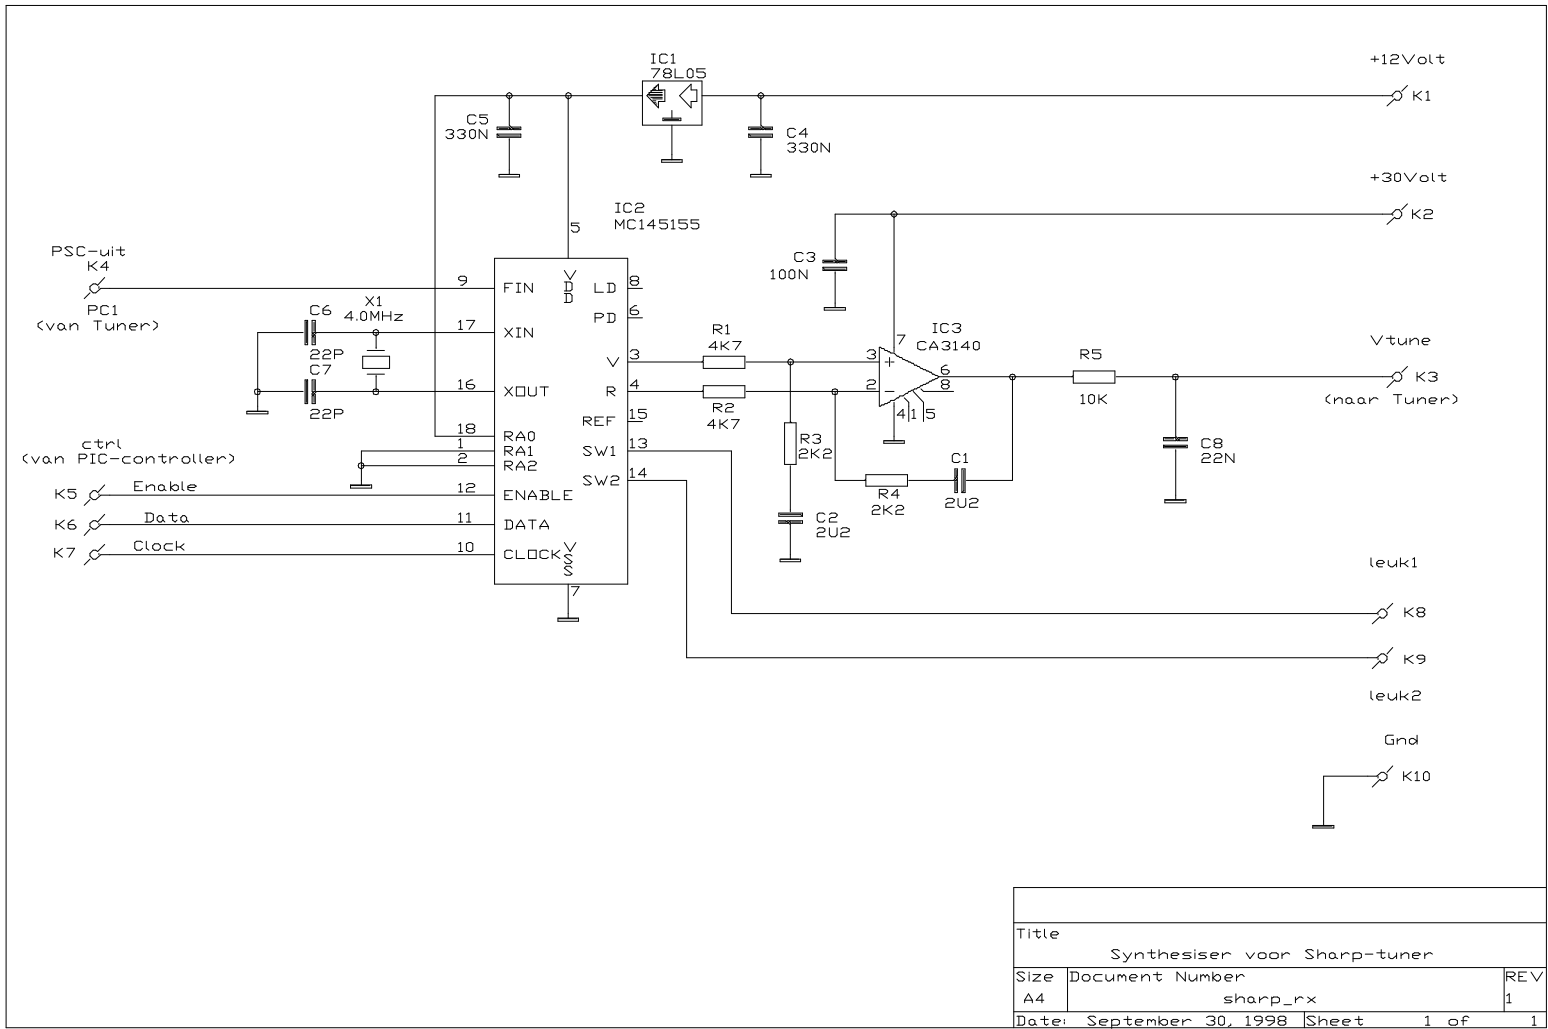 IC1
78L05
+12Volt
K1
C5
330N
C4
330N
+30Volt
K2
IC2
MC145155
5
PSC-uit
K4
PC1
(van Tuner)
9
FIN
VDD
LD
8
C3
100N
X1
4.0MHz
C6
22P
17
XIN
PD
6
C7
22P
16
XOUT
V
3
R
4
REF
15
R1
4K7
R2
4K7
IC3
CA3140
7
3
+
2
-
6
8
4
1
5
R5
10K
Vtune
K3
(naar Tuner)
18
RA0
1
RA1
2
RA2
SW1
13
SW2
14
R3
2K2
C1
2U2
R4
2K2
C2
2U2
C8
22N
ctrl
(van PIC-controller)
K5
Enable
12
ENABLE
K6
Data
11
DATA
K7
Clock
10
CLOCK
VSS
7
leuk1
K8
K9
leuk2
Gnd
K10
Title
Synthesiser voor Sharp-tuner
Size
Document Number
REV
A4
sharp_rx
1
Date: September 30, 1998
Sheet 1 of 1